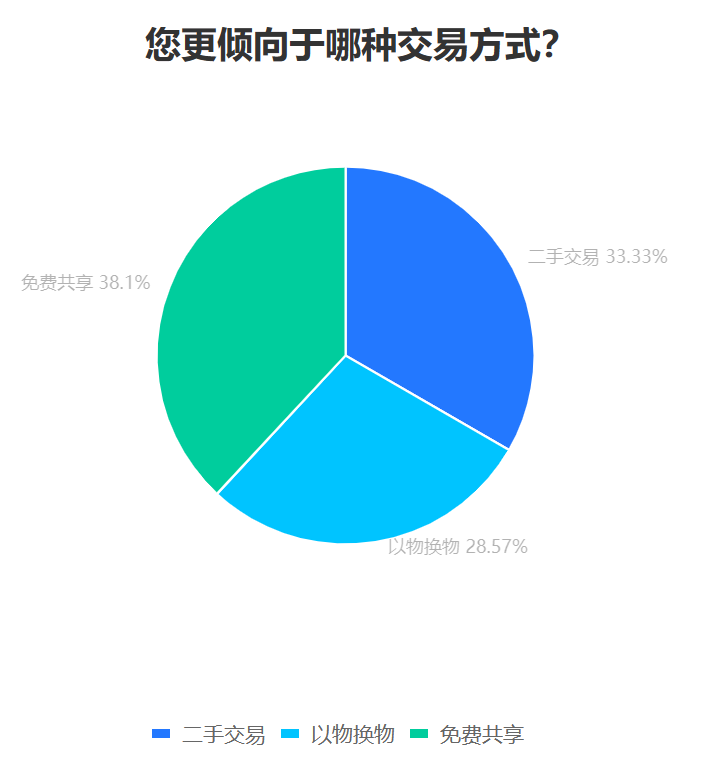 您更倾向于哪种交易方式?
二手交易 33.33%
免费共享 38.1%
以物换物 28.57%
二手交易 以物换物 免费共享